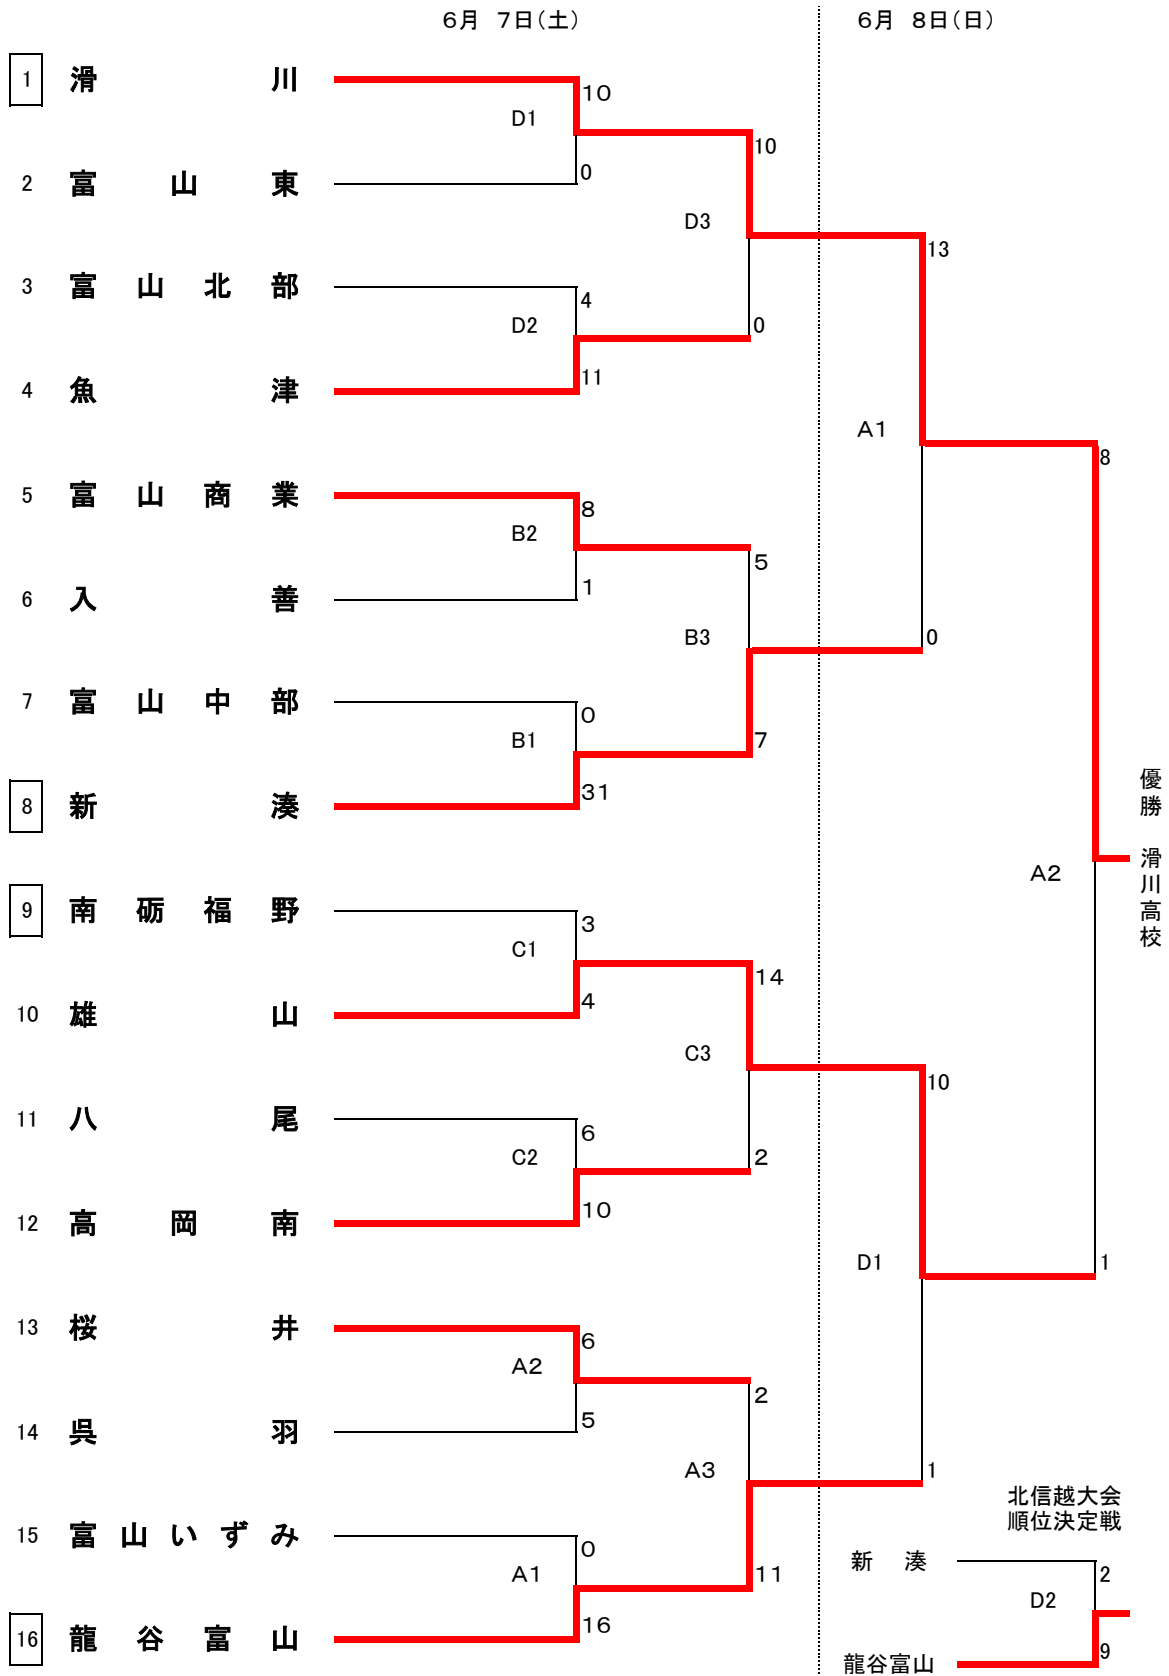 6月 7日(土)
6月 8日(日)
1 滑川
10
D1
10
0
2 富山東
D3
13
3 富山北部
4
D2
0
11
4 魚津
A1
8
5 富山商業
8
B2
5
1
6 入善
B3
0
7 富山中部
0
B1
7
31
8 新湊
優勝 滑川高校
A2
9 南砺福野
3
C1
14
4
10 雄山
C3
10
11 八尾
6
C2
2
10
12 高岡南
D1
1
13 桜井
6
A2
2
5
14 呉羽
A3
1
15 富山いずみ
0
A1
11
16
16 龍谷富山
北信越大会
順位決定戦
新湊
2
D2
9
龍谷富山